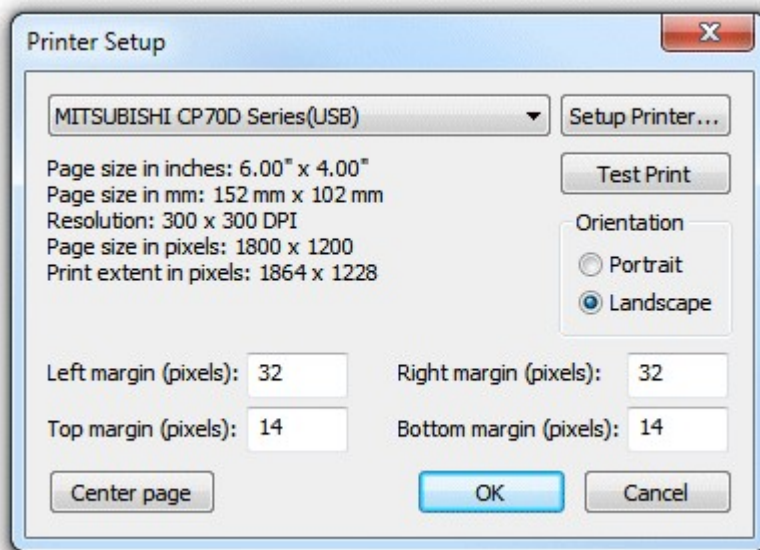 Printer Setup
MITSUBISHI CP70D Series(USB)
Setup Printer...
Page size in inches: 6.00" x 4.00"
Page size in mm: 152 mm x 102 mm
Resolution: 300 x 300 DPI
Page size in pixels: 1800 x 1200
Print extent in pixels: 1864 x 1228
Test Print
Orientation
Portrait
Landscape
Left margin (pixels): 32
Right margin (pixels): 32
Top margin (pixels): 14
Bottom margin (pixels): 14
Center page
OK
Cancel